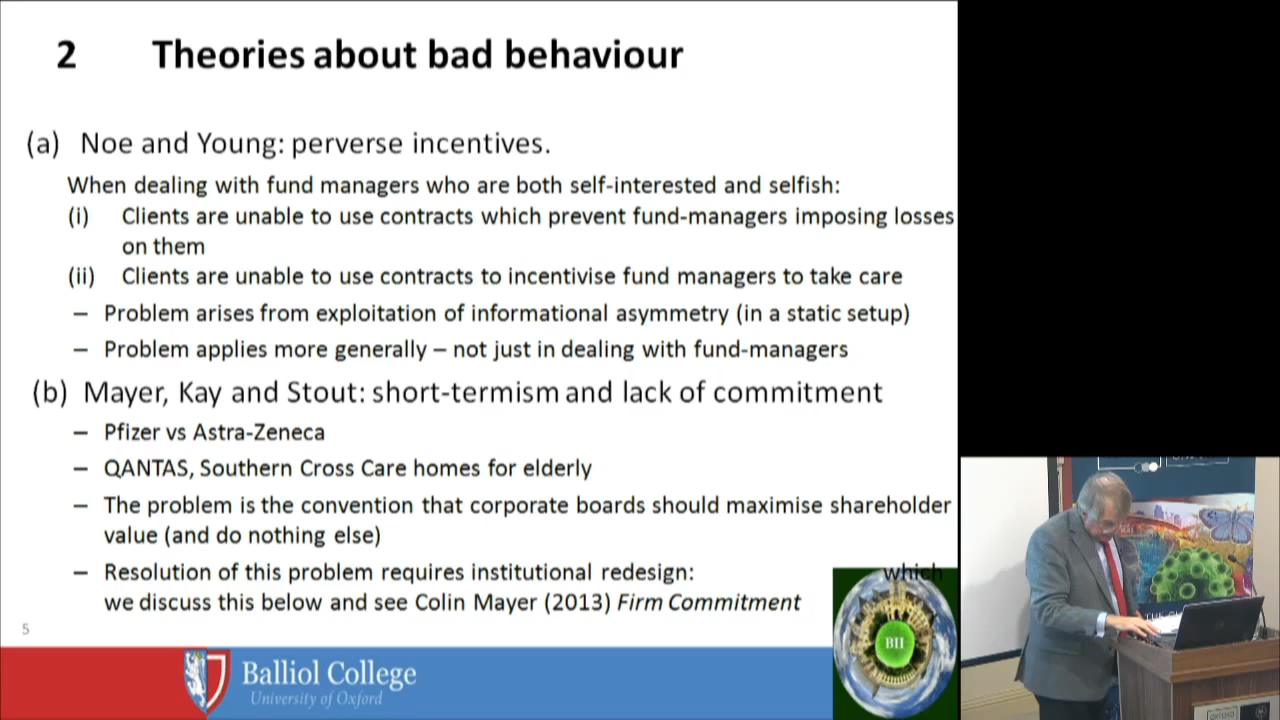 2 Theories about bad behaviour
(a) Noe and Young: perverse incentives.
When dealing with fund managers who are both self-interested and selfish:
(i) Clients are unable to use contracts which prevent fund-managers imposing losses
on them
(ii) Clients are unable to use contracts to incentivise fund managers to take care
– Problem arises from exploitation of informational asymmetry (in a static setup)
– Problem applies more generally – not just in dealing with fund-managers
(b) Mayer, Kay and Stout: short-termism and lack of commitment
– Pfizer vs Astra-Zeneca
– QANTAS, Southern Cross Care homes for elderly
– The problem is the convention that corporate boards should maximise shareholder
value (and do nothing else)
– Resolution of this problem requires institutional redesign: which
we discuss this below and see Colin Mayer (2013) Firm Commitment
5
Balliol College
University of Oxford
BII